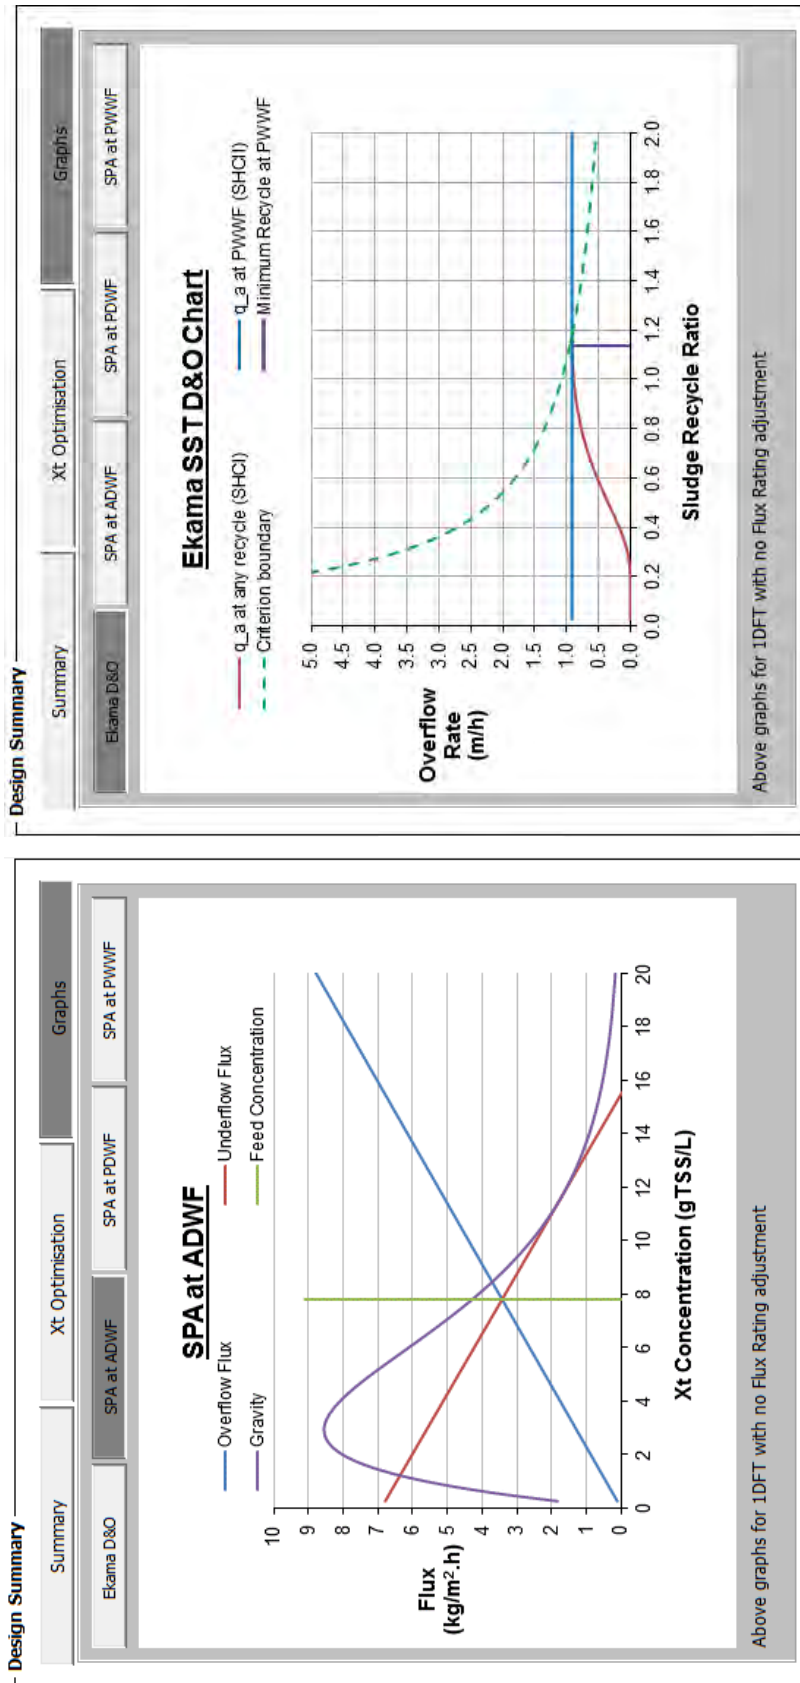 Design Summary
Summary
Xt Optimisation
Graphs
Ekama D&O
SPA at ADWF
SPA at PDWF
SPA at PWWF
SPA at ADWF
Overflow Flux
Underflow Flux
Gravity
Feed Concentration
10
9
8
7
6
5
4
3
2
1
0
Flux
(kg/m².h)
0
2
4
6
8
10
12
14
16
18
20
Xt Concentration (gTSS/L)
Above graphs for 1DFT with no Flux Rating adjustment
Design Summary
Summary
Xt Optimisation
Graphs
Ekama D&O
SPA at ADWF
SPA at PDWF
SPA at PWWF
Ekama SST D&O Chart
q_a at any recycle (SHCI)
q_a at PWWF (SHCII)
Criterion boundary
Minimum Recycle at PWWF
5.0
4.5
4.0
3.5
3.0
2.5
2.0
1.5
1.0
0.5
0.0
Overflow
Rate
(m/h)
0.0
0.2
0.4
0.6
0.8
1.0
1.2
1.4
1.6
1.8
2.0
Sludge Recycle Ratio
Above graphs for 1DFT with no Flux Rating adjustment